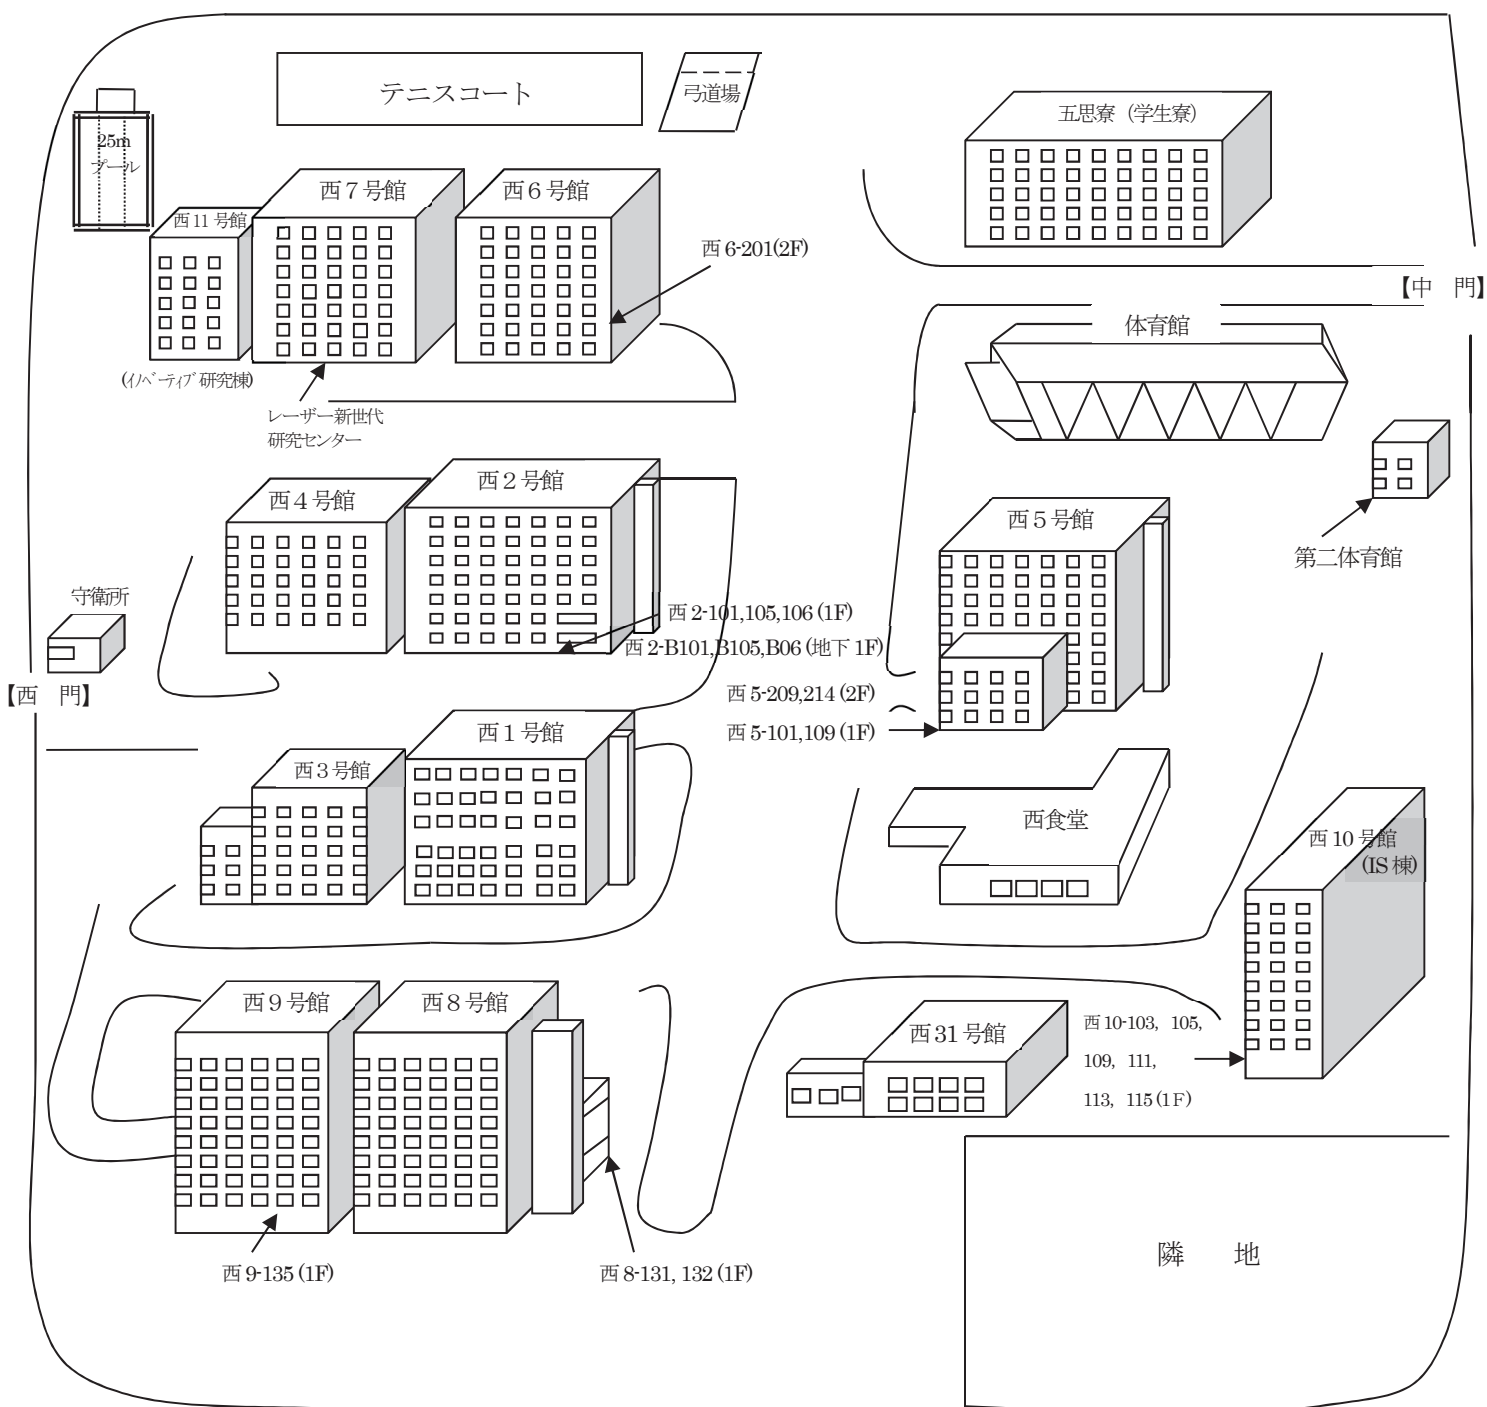 テニスコート
弓道場
五思寮（学生寮）
25m
プール
西７号館
西６号館
西11号館
西6-201(2F)
【中　門】
体育館
(ｲﾉﾍﾞｰﾃｨﾌﾞ研究棟)
レーザー新世代
研究センター
西２号館
西４号館
西５号館
第二体育館
守衛所
西2-101,105,106 (1F)
西2-B101,B105,B06 (地下1F)
【西　門】
西5-209,214 (2F)
西5-101,109 (1F)
西１号館
西３号館
西食堂
西10号館
(IS棟)
西９号館
西８号館
西31号館
西10-103, 105,
109, 111,
113, 115 (1F)
隣　地
西9-135 (1F)
西8-131, 132 (1F)